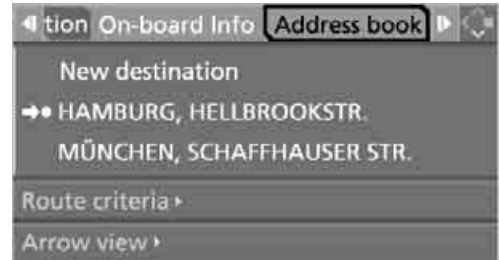 tion On-board Info Address book
New destination
HAMBURG, HELLBROOKSTR.
MÜNCHEN, SCHAFFHAUSER STR.
Route criteria
Arrow view